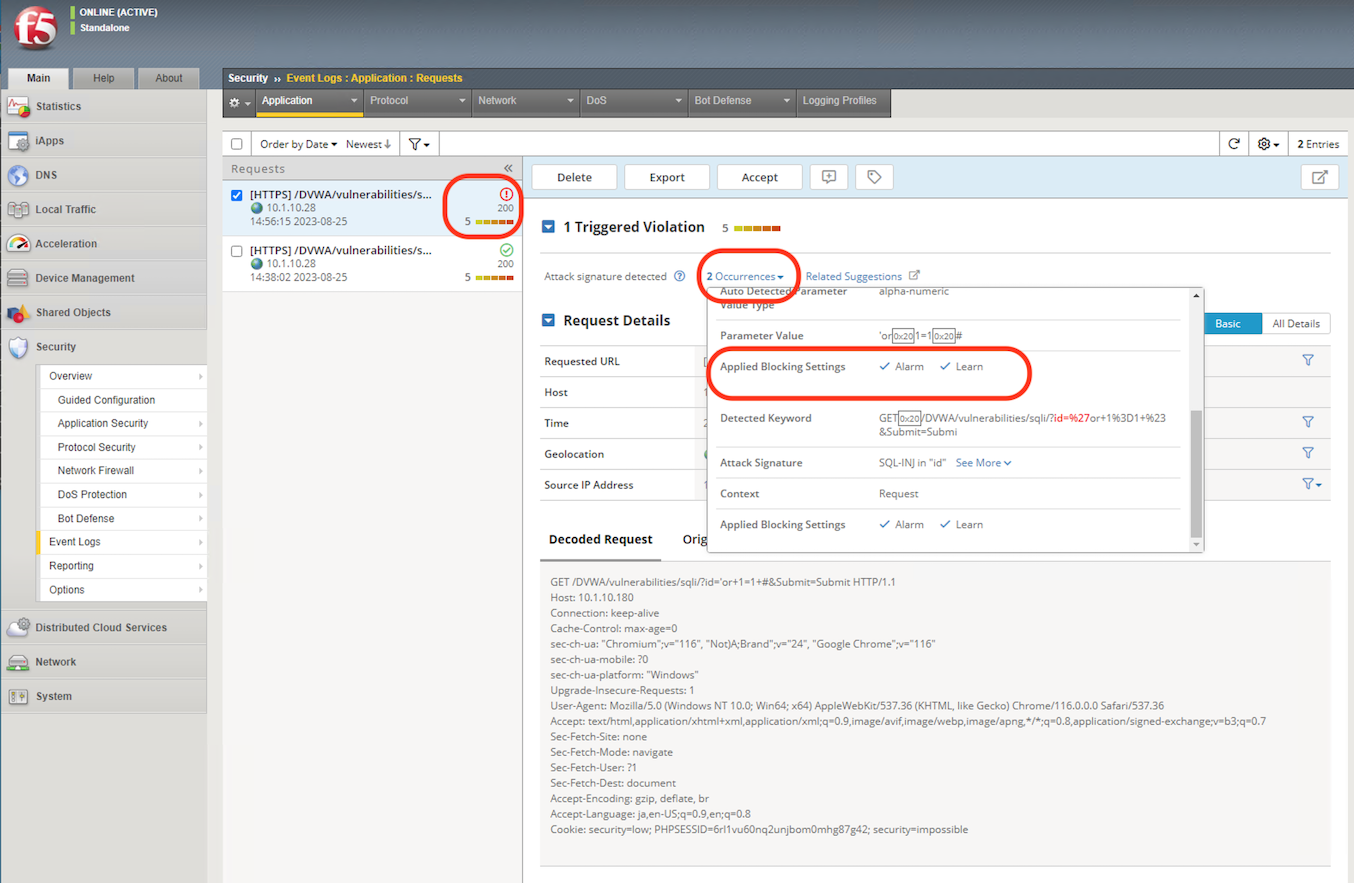 f5
ONLINE (ACTIVE)
Standalone
Main Help About
Security ›› Event Logs : Application : Requests
Application Protocol Network DoS Bot Defense Logging Profiles
Statistics
iApps
DNS
Local Traffic
Acceleration
Device Management
Shared Objects
Security
Overview
Guided Configuration
Application Security
Protocol Security
Network Firewall
DoS Protection
Bot Defense
Event Logs
Reporting
Options
Distributed Cloud Services
Network
System
Order by Date Newest↓ 2 Entries
Requests «
[HTTPS] /DVWA/vulnerabilities/s...
10.1.10.28 200
14:56:15 2023-08-25 5
[HTTPS] /DVWA/vulnerabilities/s...
10.1.10.28 200
14:38:02 2023-08-25 5
Delete Export Accept
1 Triggered Violation 5
Attack signature detected ? 2 Occurrences Related Suggestions
Auto Detected Parameter alpha-numeric
Value Type
Parameter Value 'or0x201=10x20#
Applied Blocking Settings ✓ Alarm ✓ Learn
Detected Keyword GET0x20/DVWA/vulnerabilities/sqli/?id=%27or+1%3D1+%23
&Submit=Submi
Attack Signature SQL-INJ in "id" See More
Context Request
Applied Blocking Settings ✓ Alarm ✓ Learn
Request Details Basic All Details
Requested URL
Host
Time
Geolocation
Source IP Address
Decoded Request Orig
GET /DVWA/vulnerabilities/sqli/?id='or+1=1+#&Submit=Submit HTTP/1.1
Host: 10.1.10.180
Connection: keep-alive
Cache-Control: max-age=0
sec-ch-ua: "Chromium";v="116", "Not)A;Brand";v="24", "Google Chrome";v="116"
sec-ch-ua-mobile: ?0
sec-ch-ua-platform: "Windows"
Upgrade-Insecure-Requests: 1
User-Agent: Mozilla/5.0 (Windows NT 10.0; Win64; x64) AppleWebKit/537.36 (KHTML, like Gecko) Chrome/116.0.0.0 Safari/537.36
Accept: text/html,application/xhtml+xml,application/xml;q=0.9,image/avif,image/webp,image/apng,*/*;q=0.8,application/signed-exchange;v=b3;q=0.7
Sec-Fetch-Site: none
Sec-Fetch-Mode: navigate
Sec-Fetch-User: ?1
Sec-Fetch-Dest: document
Accept-Encoding: gzip, deflate, br
Accept-Language: ja,en-US;q=0.9,en;q=0.8
Cookie: security=low; PHPSESSID=6rl1vu60nq2unjbom0mhg87g42; security=impossible